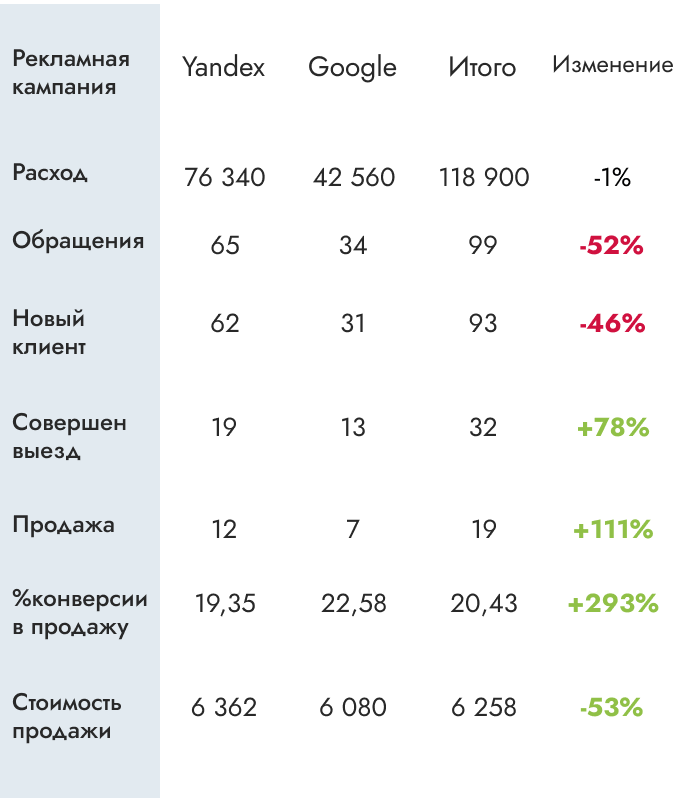 Рекламная кампания Yandex Google Итого Изменение
Расход 76 340 42 560 118 900 -1%
Обращения 65 34 99 -52%
Новый клиент 62 31 93 -46%
Совершен выезд 19 13 32 +78%
Продажа 12 7 19 +111%
%конверсии в продажу 19,35 22,58 20,43 +293%
Стоимость продажи 6 362 6 080 6 258 -53%